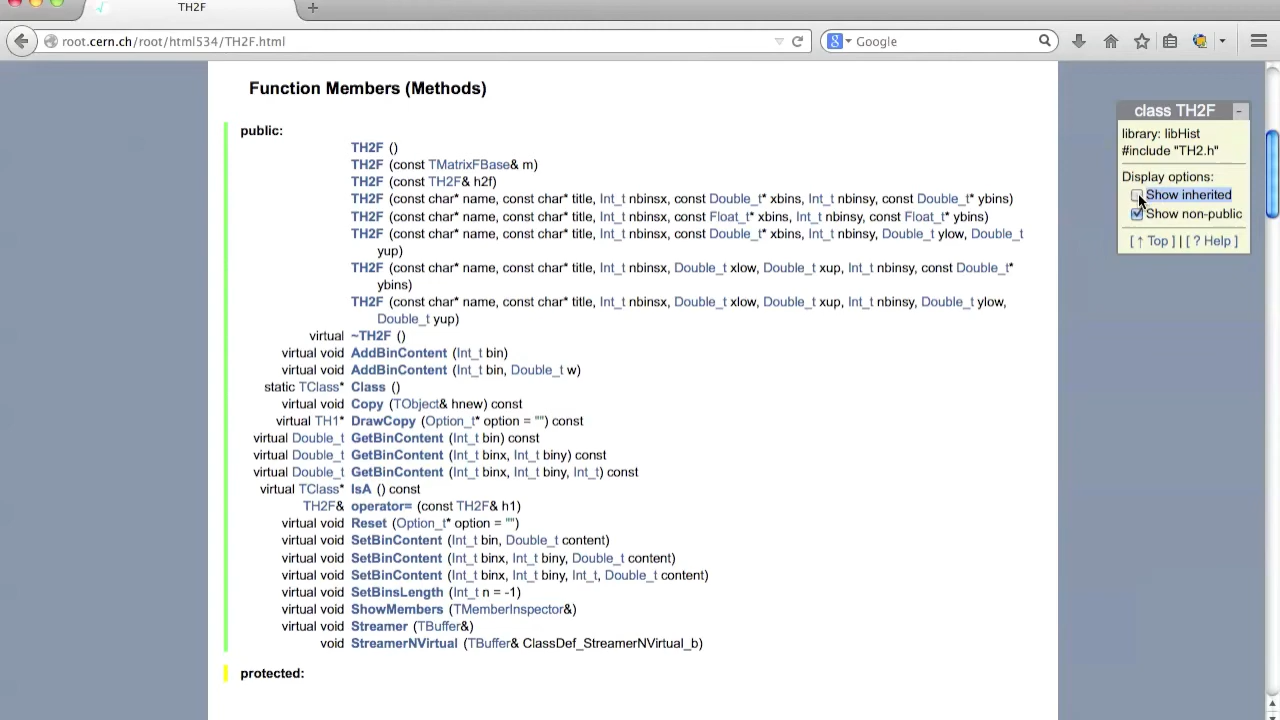 TH2F
root.cern.ch/root/html534/TH2F.html
Google
Function Members (Methods)
class TH2F
library: libHist
#include "TH2.h"
Display options:
Show inherited
Show non-public
[ ↑ Top ] | [ ? Help ]
public:
TH2F ()
TH2F (const TMatrixFBase& m)
TH2F (const TH2F& h2f)
TH2F (const char* name, const char* title, Int_t nbinsx, const Double_t* xbins, Int_t nbinsy, const Double_t* ybins)
TH2F (const char* name, const char* title, Int_t nbinsx, const Float_t* xbins, Int_t nbinsy, const Float_t* ybins)
TH2F (const char* name, const char* title, Int_t nbinsx, const Double_t* xbins, Int_t nbinsy, Double_t ylow, Double_t
yup)
TH2F (const char* name, const char* title, Int_t nbinsx, Double_t xlow, Double_t xup, Int_t nbinsy, const Double_t*
ybins)
TH2F (const char* name, const char* title, Int_t nbinsx, Double_t xlow, Double_t xup, Int_t nbinsy, Double_t ylow,
Double_t yup)
virtual ~TH2F ()
virtual void AddBinContent (Int_t bin)
virtual void AddBinContent (Int_t bin, Double_t w)
static TClass* Class ()
virtual void Copy (TObject& hnew) const
virtual TH1* DrawCopy (Option_t* option = "") const
virtual Double_t GetBinContent (Int_t bin) const
virtual Double_t GetBinContent (Int_t binx, Int_t biny) const
virtual Double_t GetBinContent (Int_t binx, Int_t biny, Int_t) const
virtual TClass* IsA () const
TH2F& operator= (const TH2F& h1)
virtual void Reset (Option_t* option = "")
virtual void SetBinContent (Int_t bin, Double_t content)
virtual void SetBinContent (Int_t binx, Int_t biny, Double_t content)
virtual void SetBinContent (Int_t binx, Int_t biny, Int_t, Double_t content)
virtual void SetBinsLength (Int_t n = -1)
virtual void ShowMembers (TMemberInspector&)
virtual void Streamer (TBuffer&)
void StreamerNVirtual (TBuffer& ClassDef_StreamerNVirtual_b)
protected: